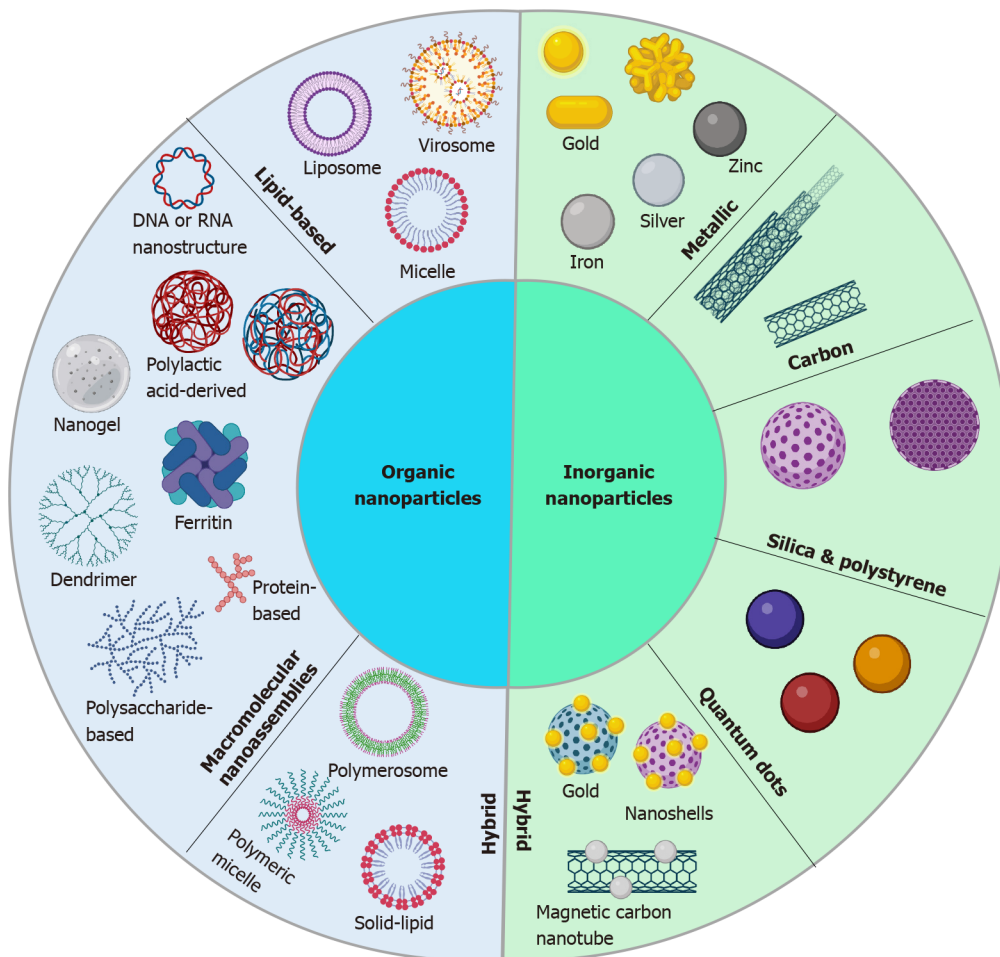 Virosome
Liposome
Micelle
Lipid-based
DNA or RNA
nanostructure
Polylactic
acid-derived
Nanogel
Ferritin
Dendrimer
Protein-
based
Polysaccharide-
based
Macromolecular
nanoassemblies
Polymerosome
Polymeric
micelle
Solid-lipid
Hybrid
Organic
nanoparticles
Inorganic
nanoparticles
Gold
Zinc
Silver
Iron
Metallic
Carbon
Silica & polystyrene
Quantum dots
Gold
Nanoshells
Hybrid
Magnetic carbon
nanotube